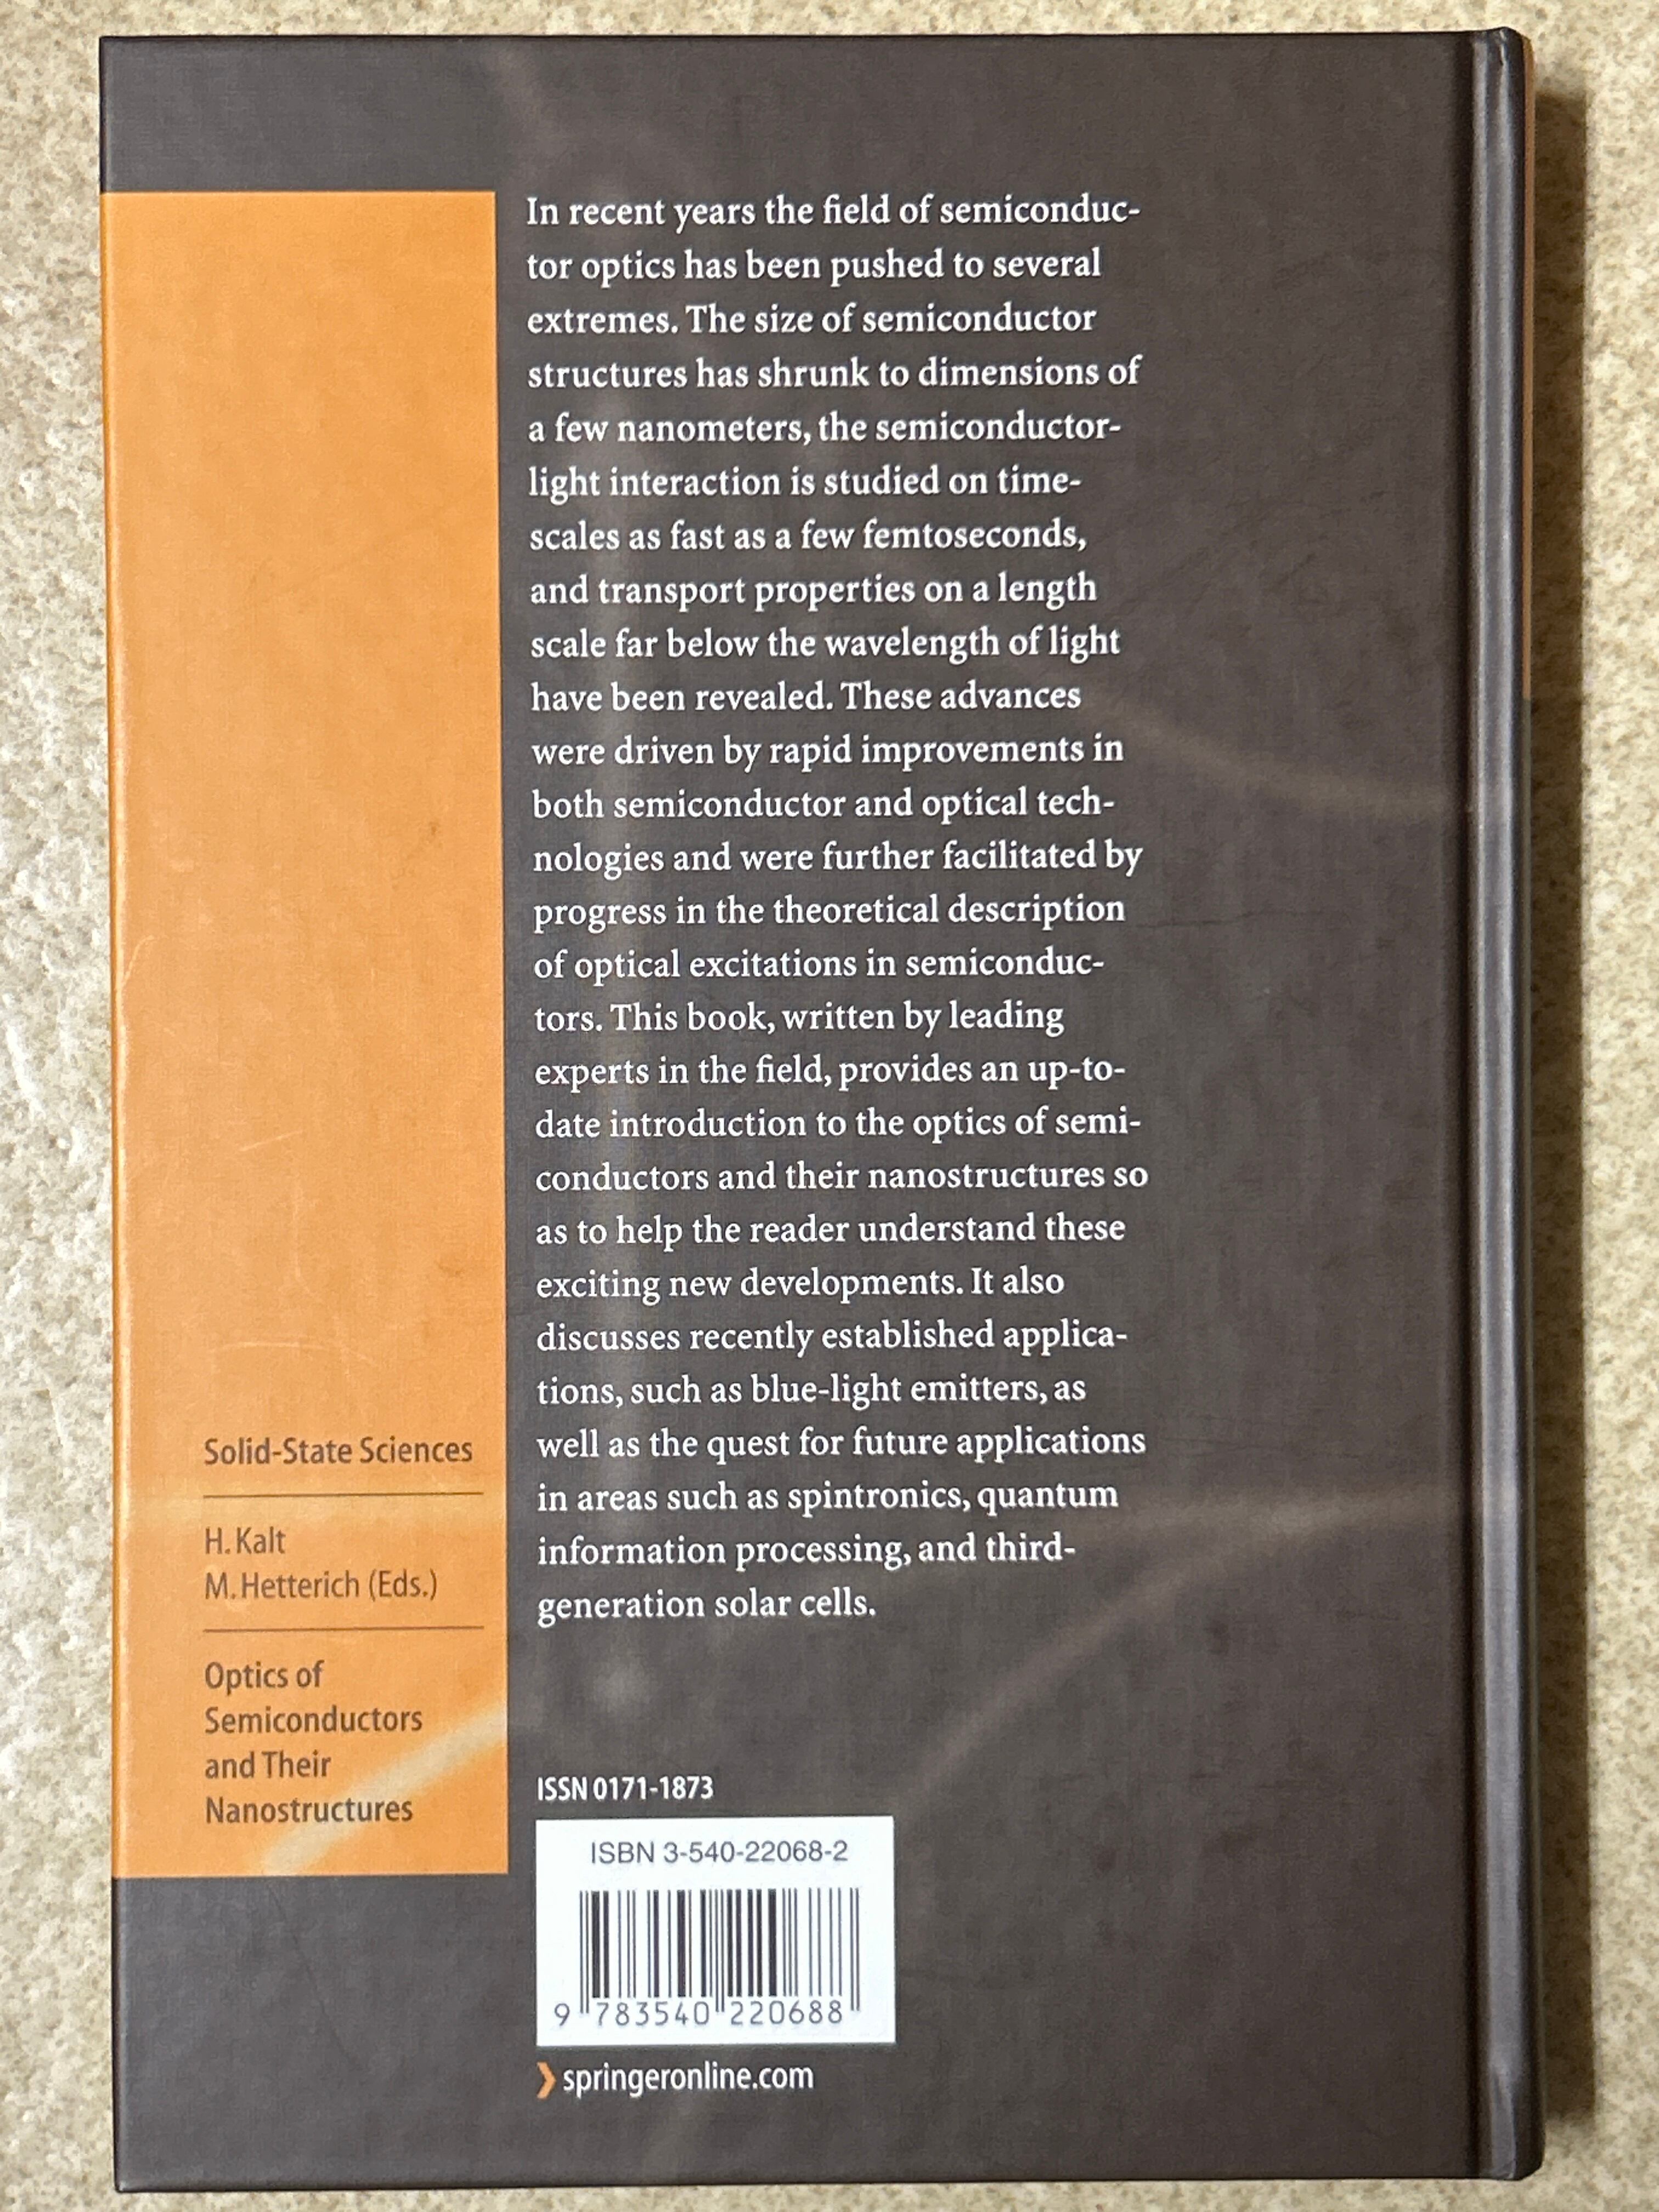 In recent years the field of semiconduc-
tor optics has been pushed to several
extremes. The size of semiconductor
structures has shrunk to dimensions of
a few nanometers, the semiconductor-
light interaction is studied on time-
scales as fast as a few femtoseconds,
and transport properties on a length
scale far below the wavelength of light
have been revealed. These advances
were driven by rapid improvements in
both semiconductor and optical tech-
nologies and were further facilitated by
progress in the theoretical description
of optical excitations in semiconduc-
tors. This book, written by leading
experts in the field, provides an up-to-
date introduction to the optics of semi-
conductors and their nanostructures so
as to help the reader understand these
exciting new developments. It also
discusses recently established applica-
tions, such as blue-light emitters, as
well as the quest for future applications
in areas such as spintronics, quantum
information processing, and third-
generation solar cells.
Solid-State Sciences
H. Kalt
M. Hetterich (Eds.)
Optics of
Semiconductors
and Their
Nanostructures
ISSN 0171-1873
ISBN 3-540-22068-2
9 783540 220688
springeronline.com